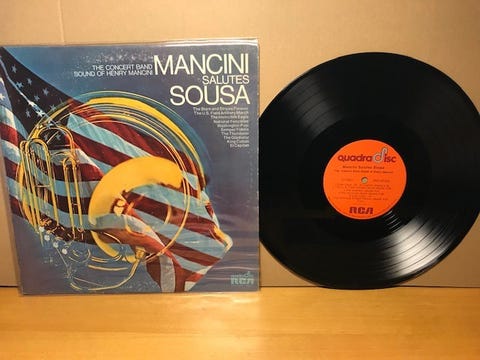 THE CONCERT BAND
SOUND OF HENRY MANCINI
MANCINI
SALUTES
SOUSA
The Stars and Stripes Forever
The U.S. Field Artillery March
The Invincible Eagle
National Fencibles
Washington Post
Semper Fidelis
The Thunderer
The Gladiator
King Cotton
El Capitan
RCA
quadradisc
Mancini Salutes Sousa
RCA